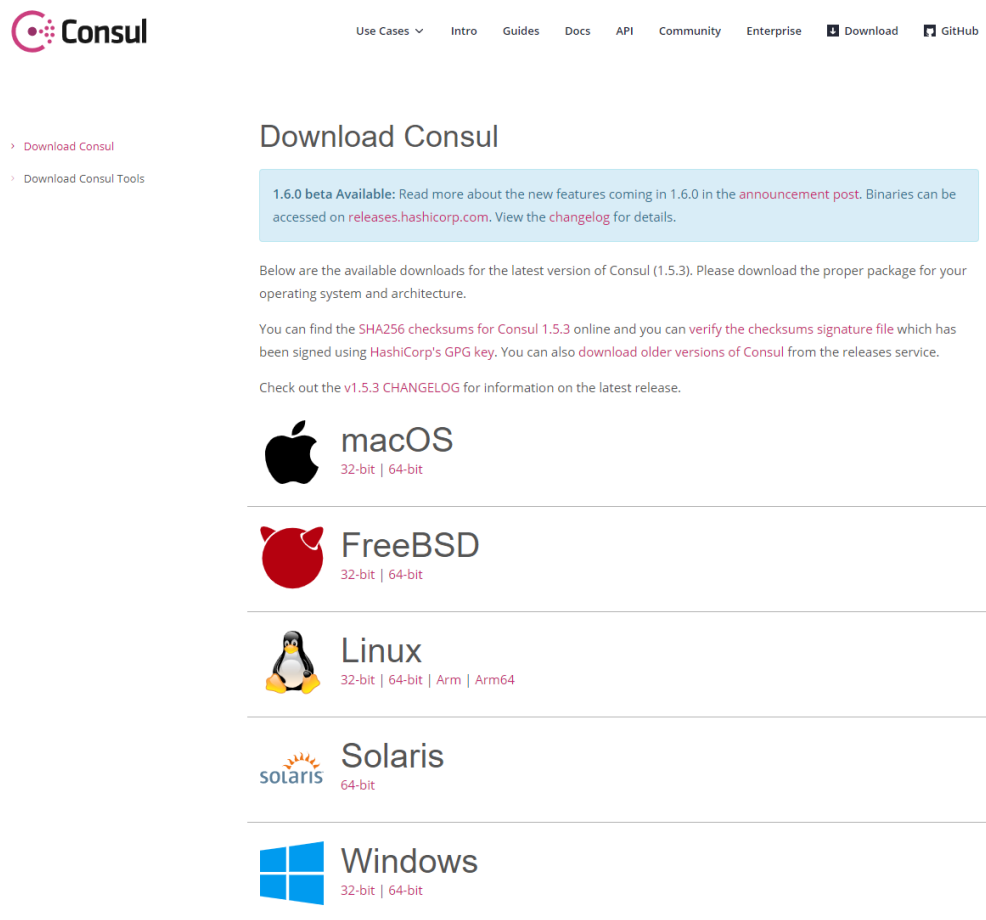 Consul
Use Cases Intro Guides Docs API Community Enterprise Download GitHub
Download Consul
Download Consul Tools
Download Consul
1.6.0 beta Available: Read more about the new features coming in 1.6.0 in the announcement post. Binaries can be
accessed on releases.hashicorp.com. View the changelog for details.
Below are the available downloads for the latest version of Consul (1.5.3). Please download the proper package for your
operating system and architecture.
You can find the SHA256 checksums for Consul 1.5.3 online and you can verify the checksums signature file which has
been signed using HashiCorp's GPG key. You can also download older versions of Consul from the releases service.
Check out the v1.5.3 CHANGELOG for information on the latest release.
macOS
32-bit | 64-bit
FreeBSD
32-bit | 64-bit
Linux
32-bit | 64-bit | Arm | Arm64
Solaris
solaris
64-bit
Windows
32-bit | 64-bit